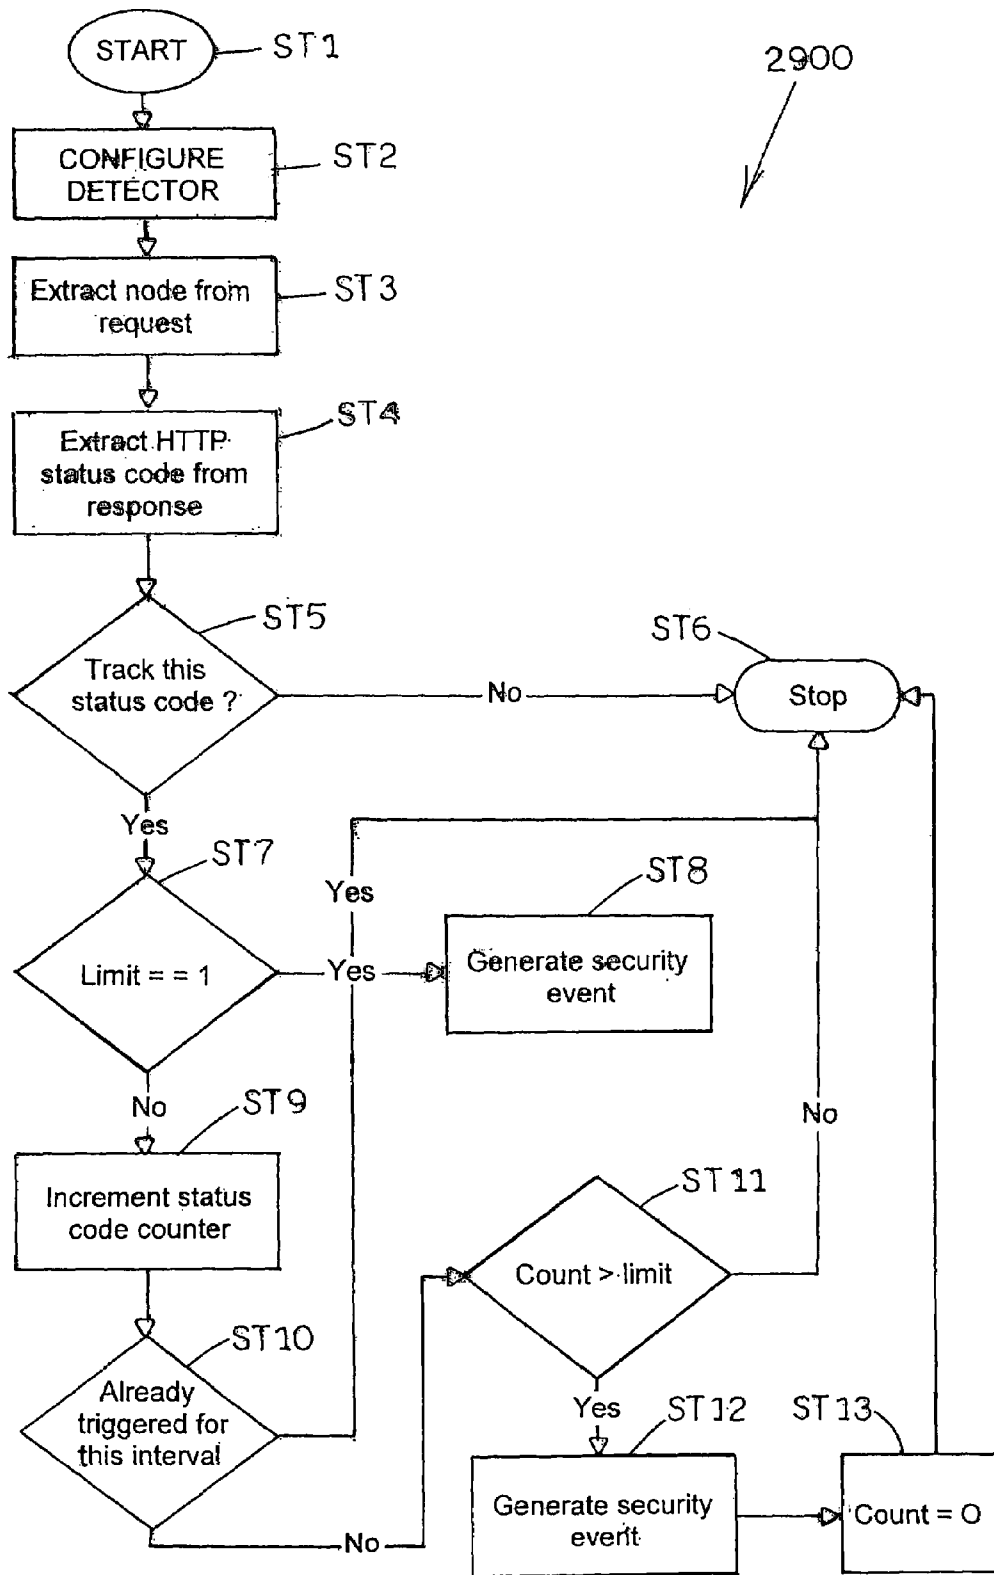 START
ST1
2900
CONFIGURE
DETECTOR
ST2
Extract node from
request
ST3
Extract HTTP
status code from
response
ST4
Track this
status code ?
ST5
No
ST6
Stop
Yes
Limit = = 1
ST7
Yes
Yes
Generate security
event
ST8
No
Increment status
code counter
ST9
Already
triggered for
this interval
ST10
No
Count > limit
ST11
No
Yes
Generate security
event
ST12
Count = O
ST13